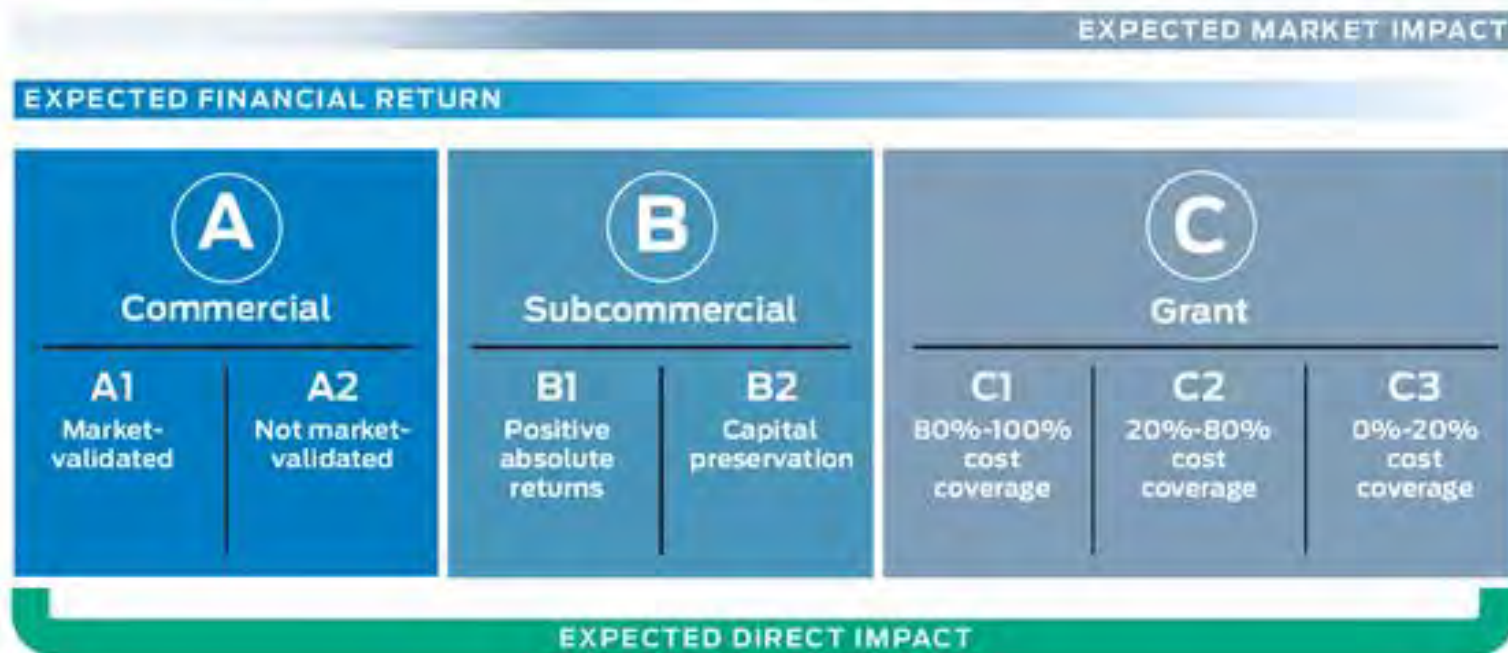 EXPECTED MARKET IMPACT
EXPECTED FINANCIAL RETURN
A
Commercial
A1
Market-
validated
A2
Not market-
validated
B
Subcommercial
B1
Positive
absolute
returns
B2
Capital
preservation
C
Grant
C1
80%-100%
cost
coverage
C2
20%-80%
cost
coverage
C3
0%-20%
cost
coverage
EXPECTED DIRECT IMPACT